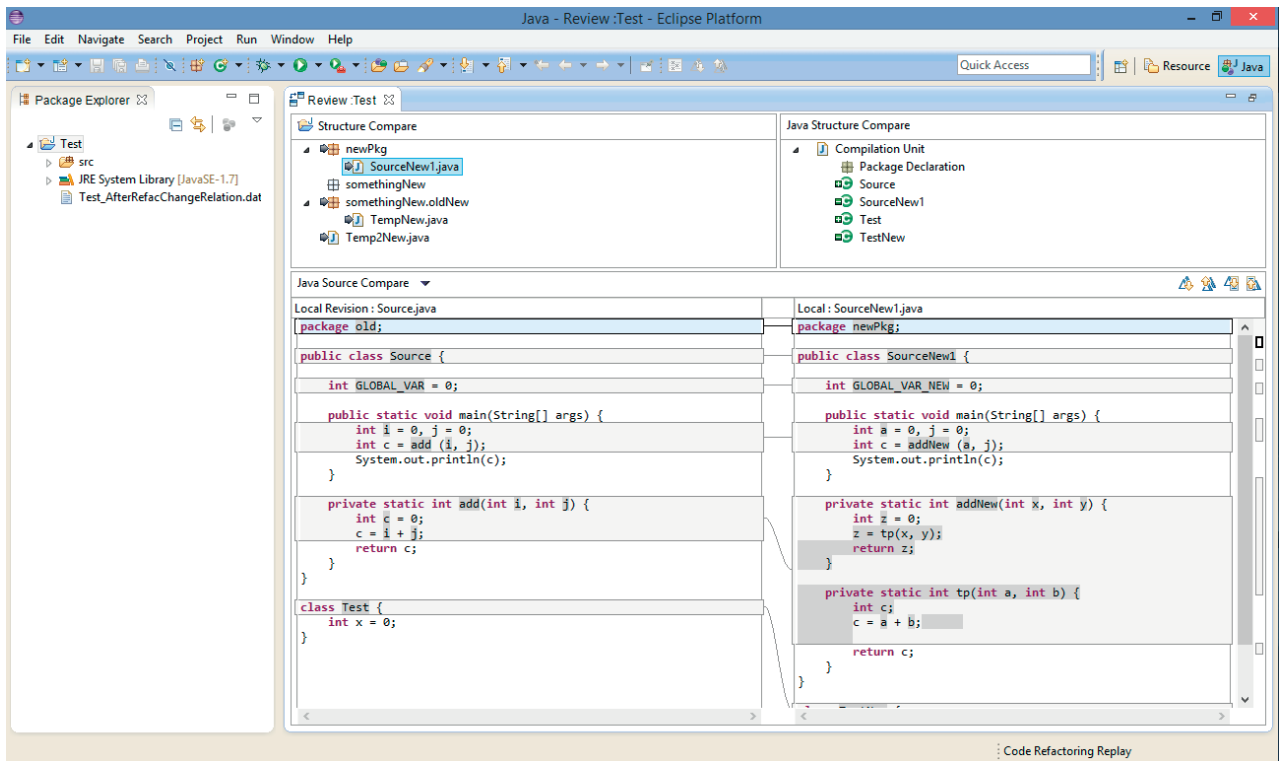 Java - Review :Test - Eclipse Platform
File Edit Navigate Search Project Run Window Help
Quick Access
Resource
Java
Package Explorer
Test
src
JRE System Library [JavaSE-1.7]
Test_AfterRefacChangeRelation.dat
Review :Test
Structure Compare
newPkg
SourceNew1.java
somethingNew
somethingNew.oldNew
TempNew.java
Temp2New.java
Java Structure Compare
Compilation Unit
Package Declaration
Source
SourceNew1
Test
TestNew
Java Source Compare
Local Revision : Source.java
package old;
public class Source {
int GLOBAL_VAR = 0;
public static void main(String[] args) {
int i = 0, j = 0;
int c = add (i, j);
System.out.println(c);
}
private static int add(int i, int j) {
int c = 0;
c = i + j;
return c;
}
}
class Test {
int x = 0;
}
Local : SourceNew1.java
package newPkg;
public class SourceNew1 {
int GLOBAL_VAR_NEW = 0;
public static void main(String[] args) {
int a = 0, j = 0;
int c = addNew (a, j);
System.out.println(c);
}
private static int addNew(int x, int y) {
int z = 0;
z = tp(x, y);
return z;
}
private static int tp(int a, int b) {
int c;
c = a + b;
return c;
}
}
Code Refactoring Replay